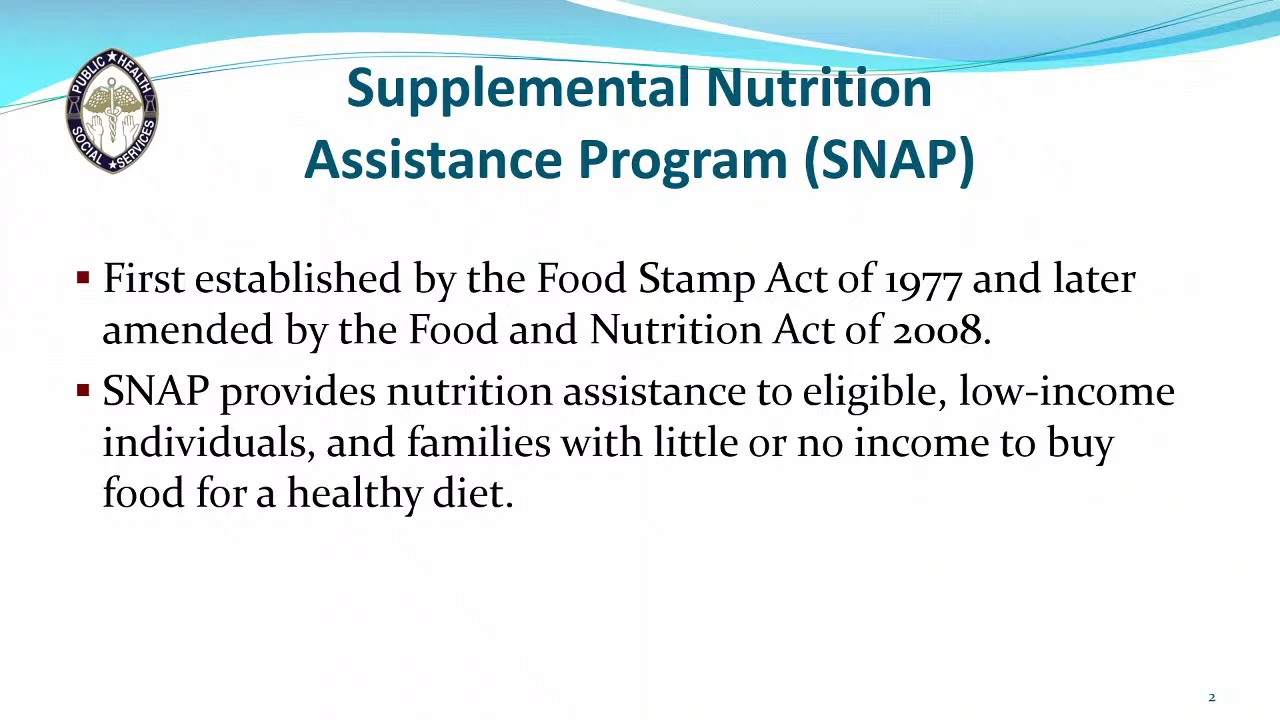 PUBLIC HEALTH
SOCIAL SERVICES
Supplemental Nutrition
Assistance Program (SNAP)
▪ First established by the Food Stamp Act of 1977 and later
amended by the Food and Nutrition Act of 2008.
▪ SNAP provides nutrition assistance to eligible, low-income
individuals, and families with little or no income to buy
food for a healthy diet.
2